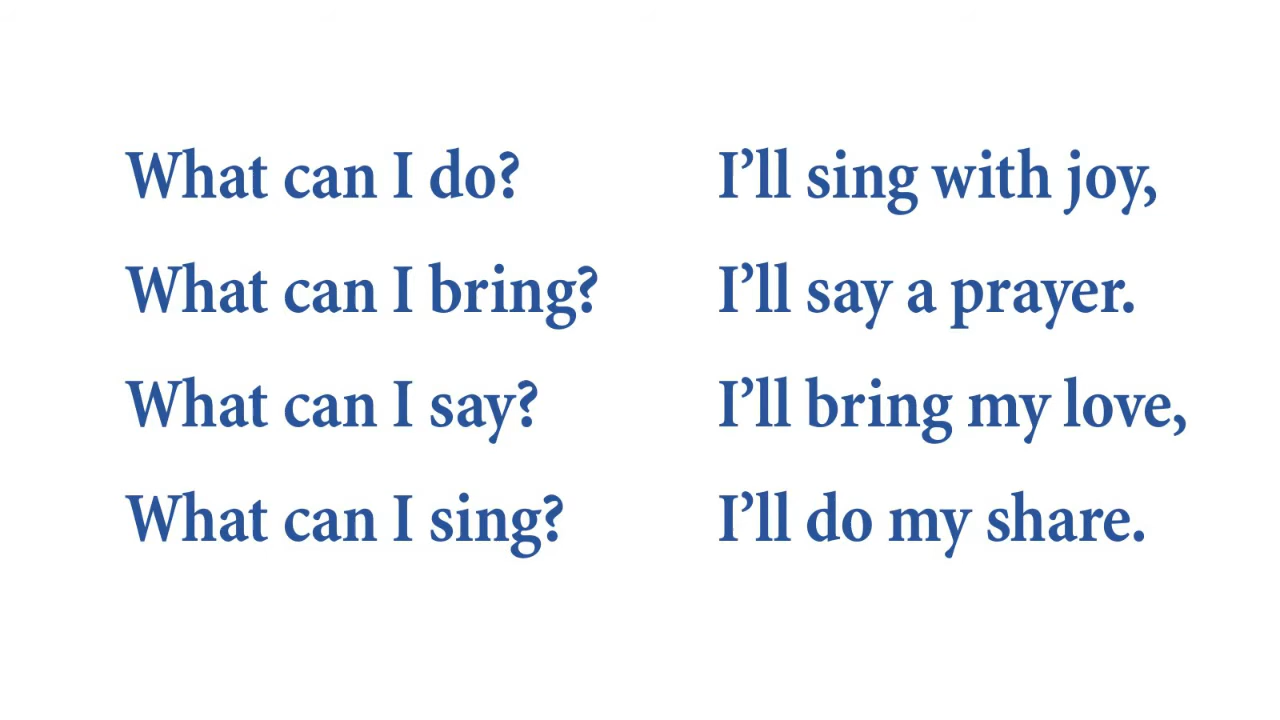 What can I do?
What can I bring?
What can I say?
What can I sing?
I’ll sing with joy,
I’ll say a prayer.
I’ll bring my love,
I’ll do my share.